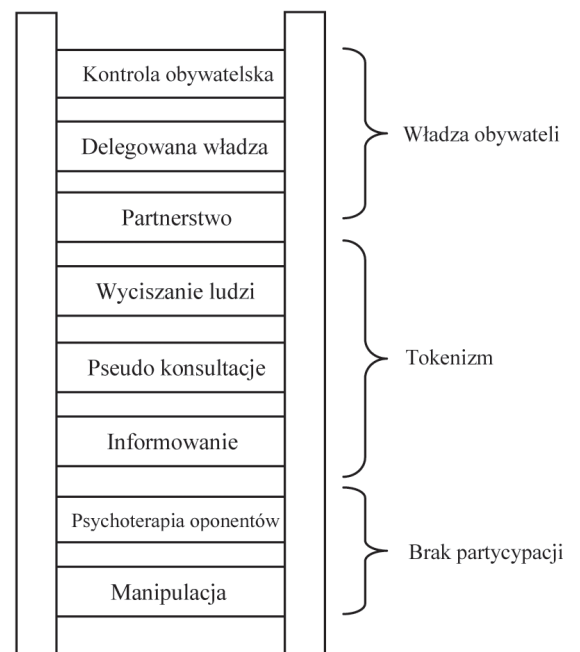 Kontrola obywatelska
Delegowana władza
Władza obywateli
Partnerstwo
Wyciszanie ludzi
Pseudo konsultacje
Tokenizm
Informowanie
Psychoterapia oponentów
Brak partycypacji
Manipulacja